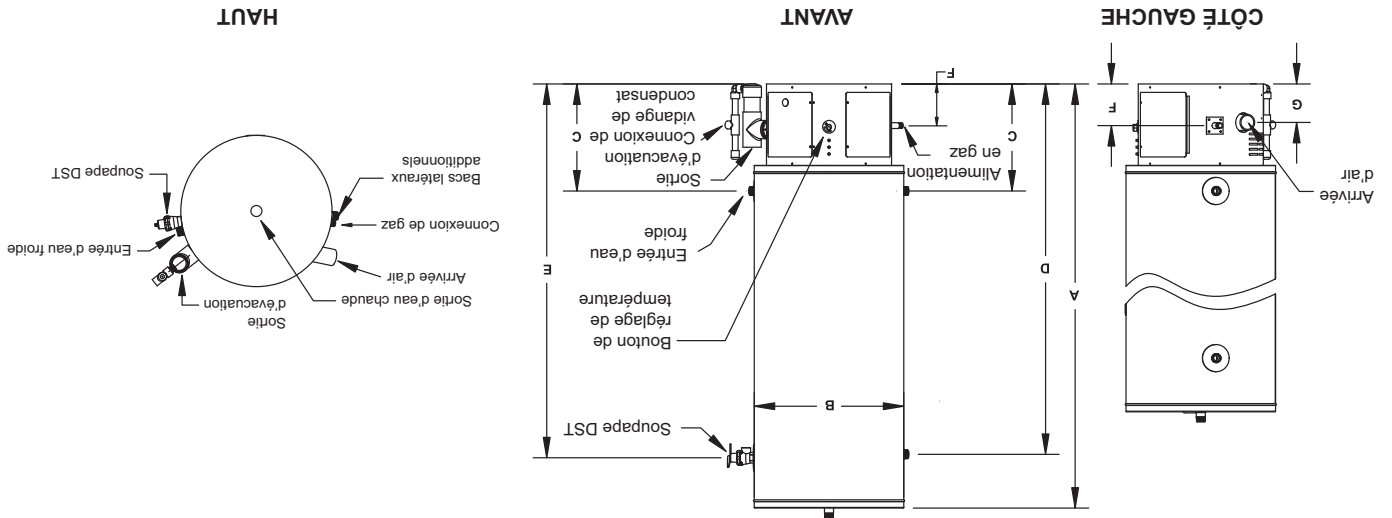 Arrivée
d'air
G
F
CÔTÉ GAUCHE
Soupape DST
B
A
D
E
Bouton de
réglage de
température
Entrée d'eau
froide
Alimentation
en gaz
Sortie
d'évacuation
Connexion de
vidange de
condensat
C
C
F
AVANT
Sortie
d'évacuation
Sortie d'eau chaude
Arrivée d'air
Entrée d'eau froide
Connexion de gaz
Bacs latéraux
additionnels
Soupape DST
HAUT